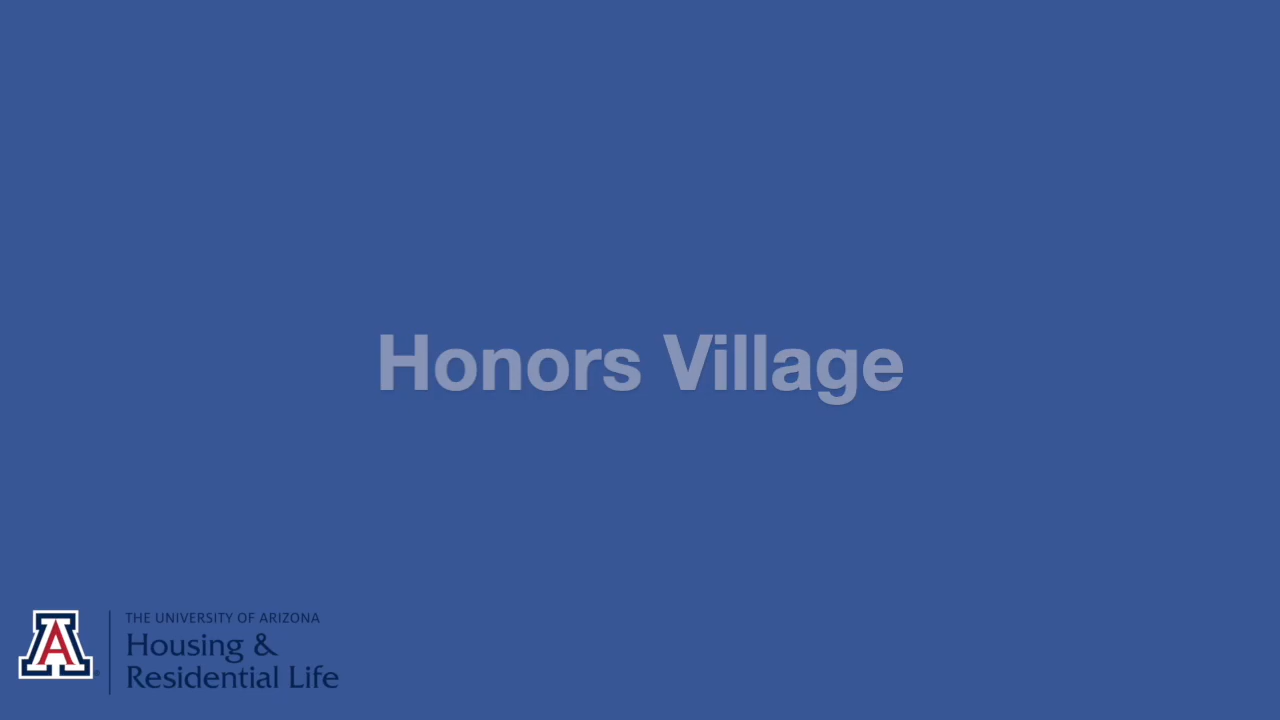 Honors Village
A
THE UNIVERSITY OF ARIZONA
Housing &
Residential Life